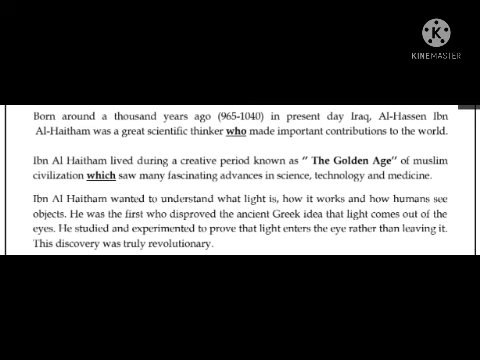 KINEMASTER
Born around a thousand years ago (965-1040) in present day Iraq, Al-Hassen Ibn
Al-Haitham was a great scientific thinker who made important contributions to the world.
Ibn Al Haitham lived during a creative period known as “ The Golden Age” of muslim
civilization which saw many fascinating advances in science, technology and medicine.
Ibn Al Haidham wanted to understand what light is, how it works and how humans see
objects. He was the first who disproved the ancient Greek idea that light comes out of the
eyes. He studied and experimented to prove that light enters the eye rather than leaving it.
This discovery was truly revolutionary.